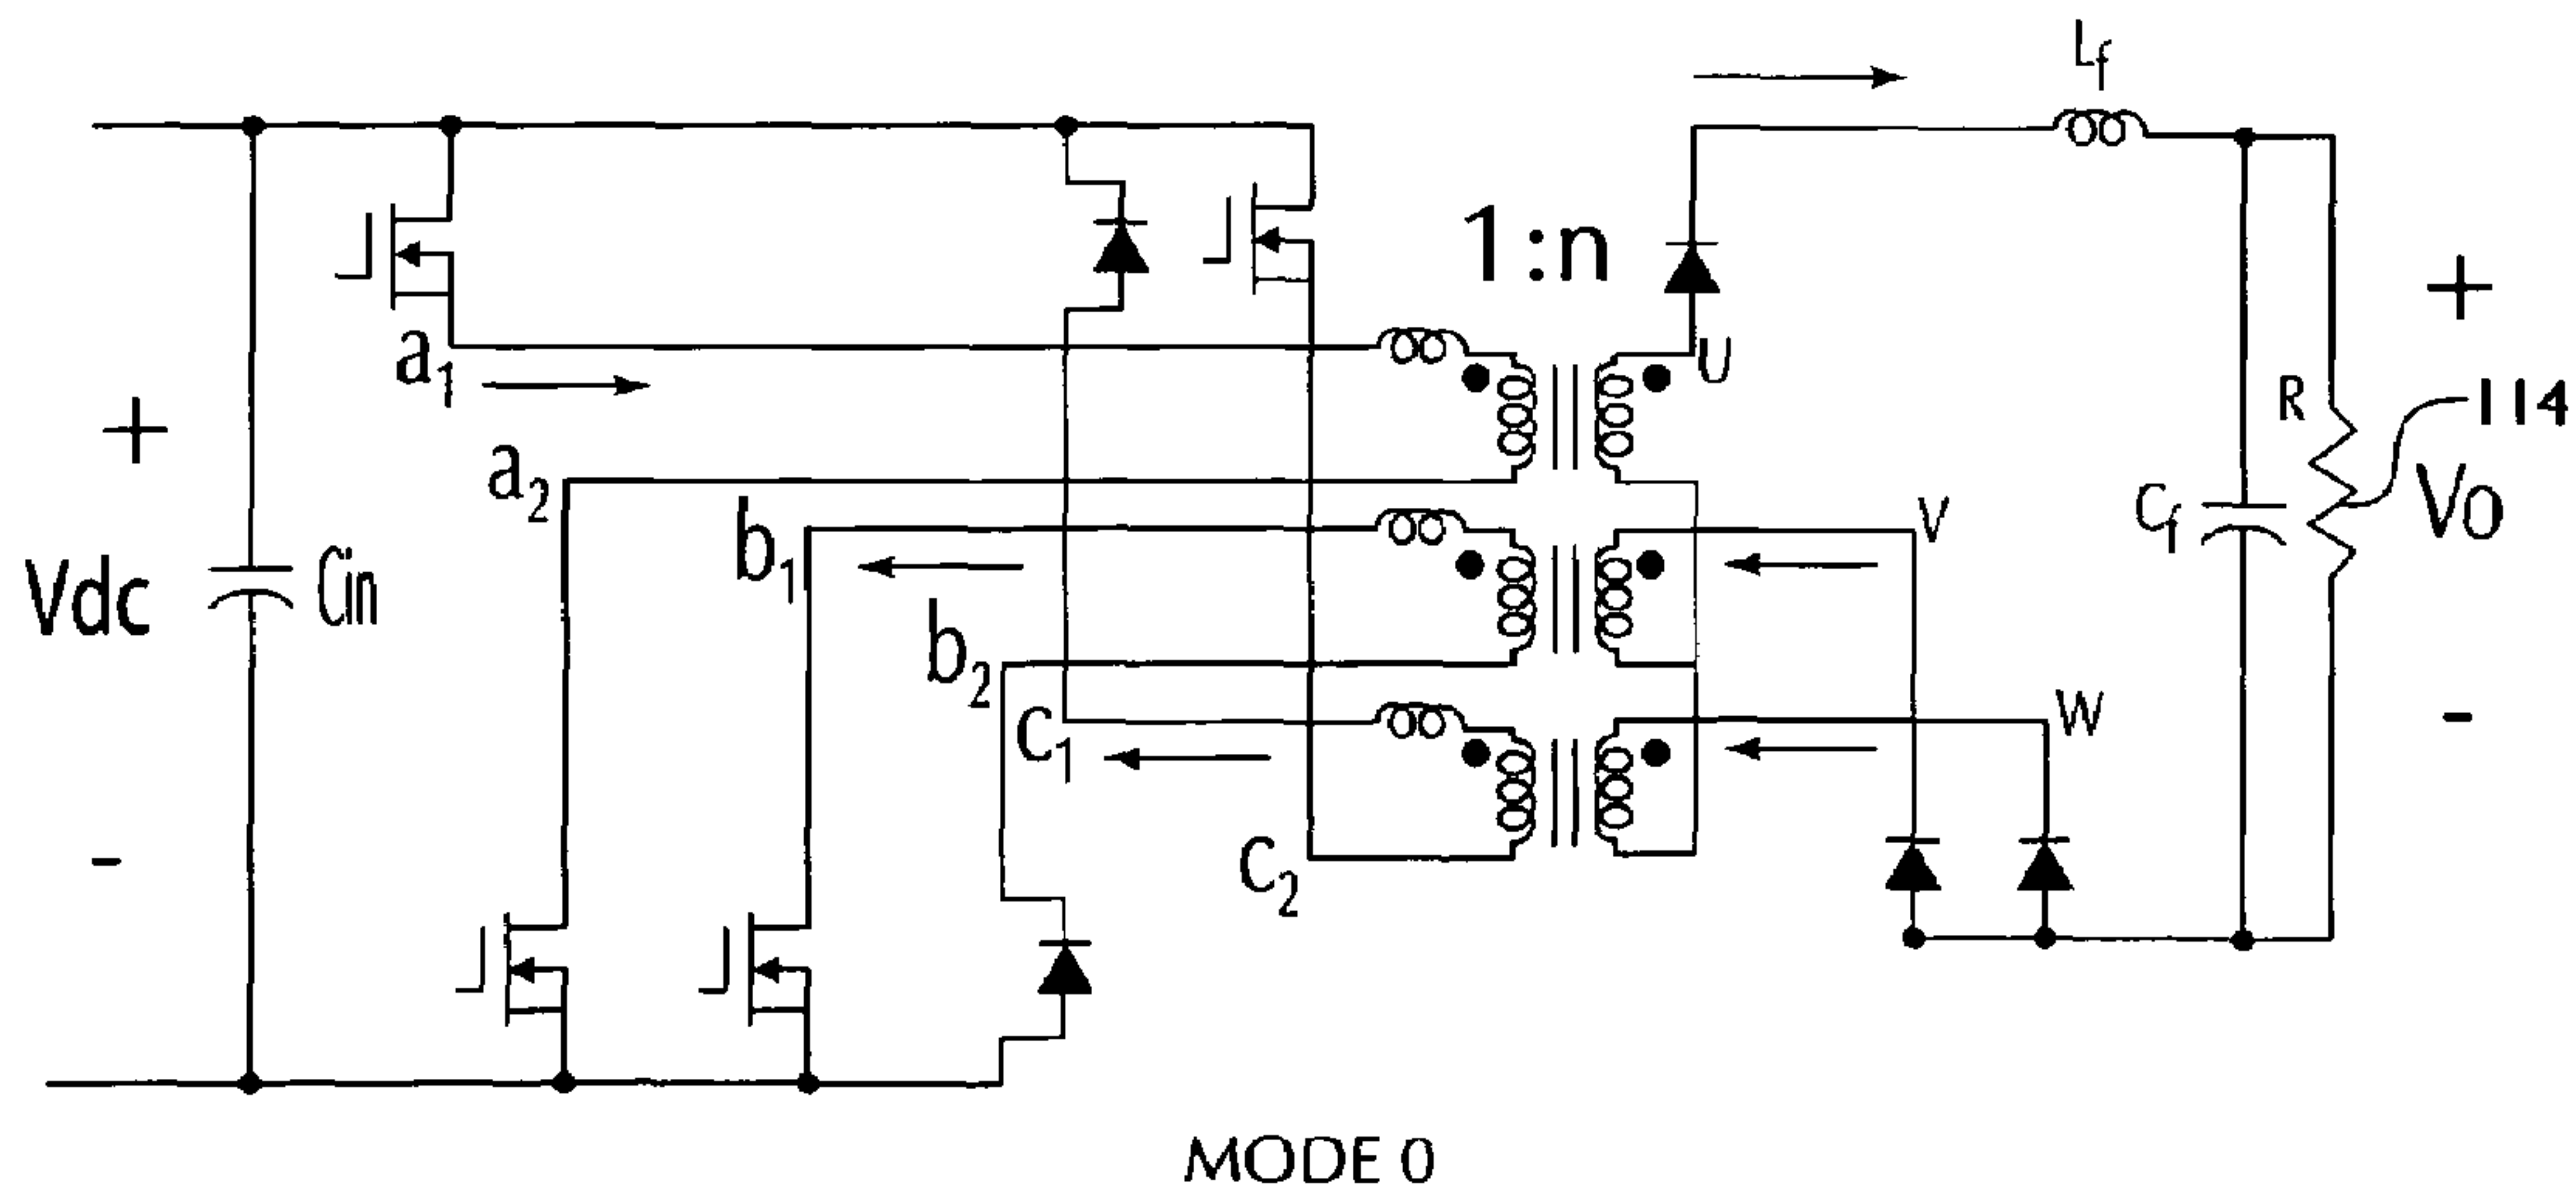 Lf
1:n
a1
U
R
114
+
+
a2
V
Cf
Vo
b1
Vdc
Cin
b2
W
C1
-
-
C2
MODE 0